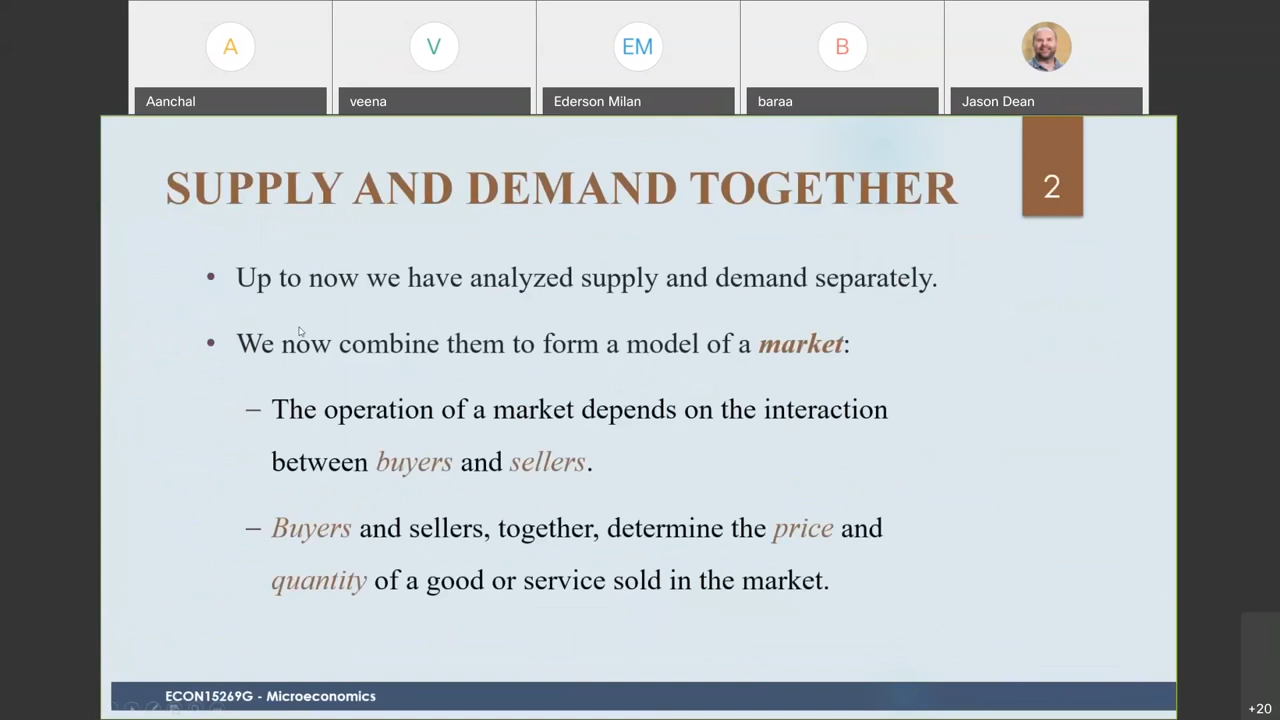 A
V
EM
B
Aanchal
veena
Ederson Milan
baraa
Jason Dean
SUPPLY AND DEMAND TOGETHER
2
• Up to now we have analyzed supply and demand separately.
• We now combine them to form a model of a market:
– The operation of a market depends on the interaction
between buyers and sellers.
– Buyers and sellers, together, determine the price and
quantity of a good or service sold in the market.
ECON15269G - Microeconomics
+20